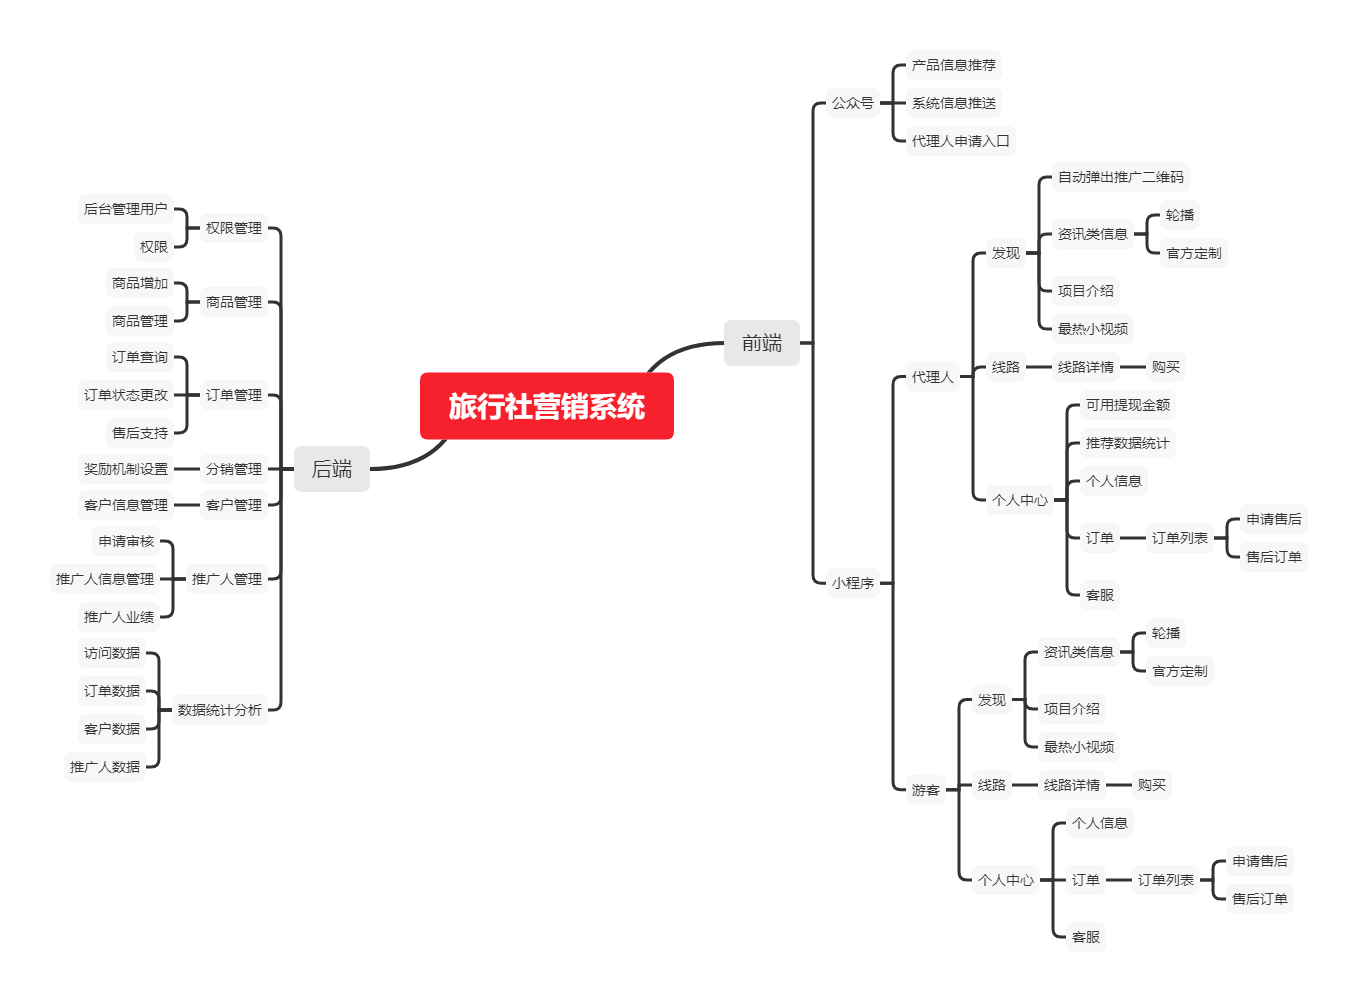 旅行社营销系统
前端
公众号
产品信息推荐
系统信息推送
代理人申请入口
小程序
代理人
发现
自动弹出推广二维码
资讯类信息
轮播
官方定制
项目介绍
最热小视频
线路
线路详情
购买
个人中心
可用提现金额
推荐数据统计
个人信息
订单
订单列表
申请售后
售后订单
客服
游客
发现
资讯类信息
轮播
官方定制
项目介绍
最热小视频
线路
线路详情
购买
个人中心
个人信息
订单
订单列表
申请售后
售后订单
客服
后端
权限管理
后台管理用户
权限
商品管理
商品增加
商品管理
订单管理
订单查询
订单状态更改
售后支持
分销管理
奖励机制设置
客户管理
客户信息管理
推广人管理
申请审核
推广人信息管理
推广人业绩
数据统计分析
访问数据
订单数据
客户数据
推广人数据